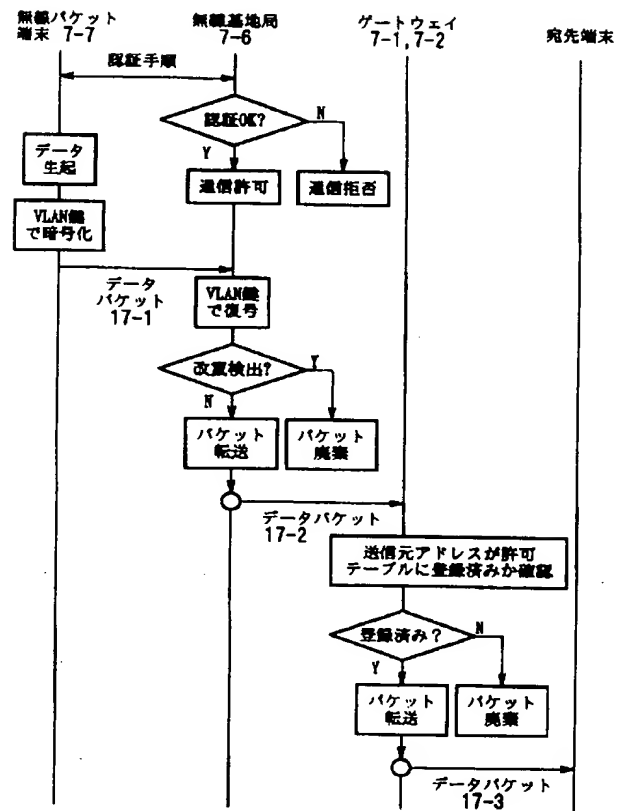 無線パケット
端末 7-7
無線基地局
7-6
ゲートウェイ
7-1, 7-2
宛先端末
認証手順
認証OK?
N
Y
データ
生起
通信許可
通信拒否
VLAN鍵
で暗号化
データ
パケット
17-1
VLAN鍵
で復号
改竄検出?
Y
N
パケット
転送
パケット
廃棄
データパケット
17-2
送信元アドレスが許可
テーブルに登録済みか確認
登録済み?
N
Y
パケット
転送
パケット
廃棄
データパケット
17-3